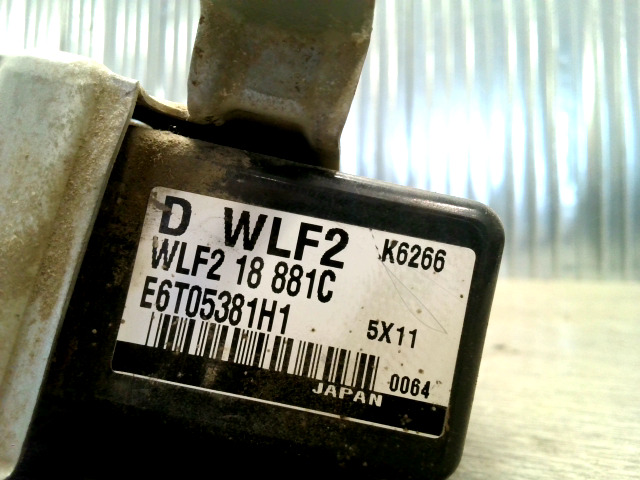 D WLF2 K6266
WLF2 18 881C
E6T05381H1 5X11
0064
JAPAN